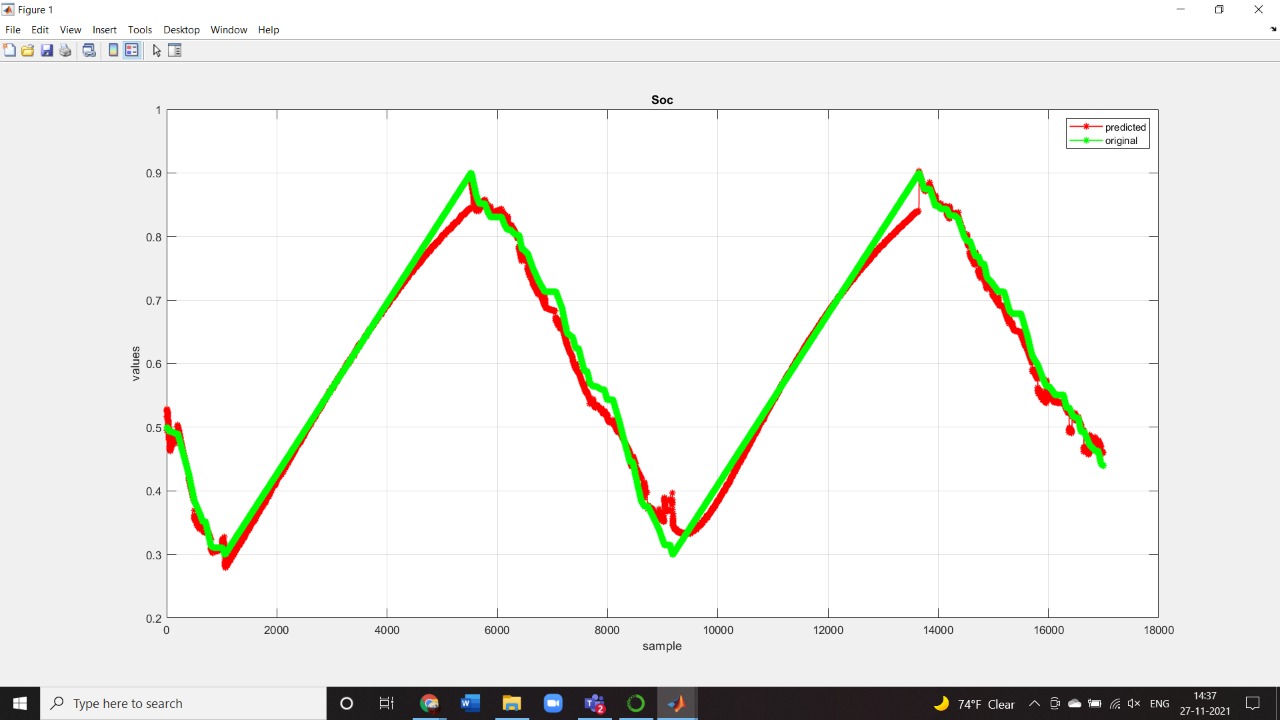 Figure 1
File Edit View Insert Tools Desktop Window Help
Soc
predicted
original
1
0.9
0.8
0.7
0.6
0.5
0.4
0.3
0.2
values
0 2000 4000 6000 8000 10000 12000 14000 16000 18000
sample
Type here to search
W
2
74°F Clear
ENG
14:37
27-11-2021